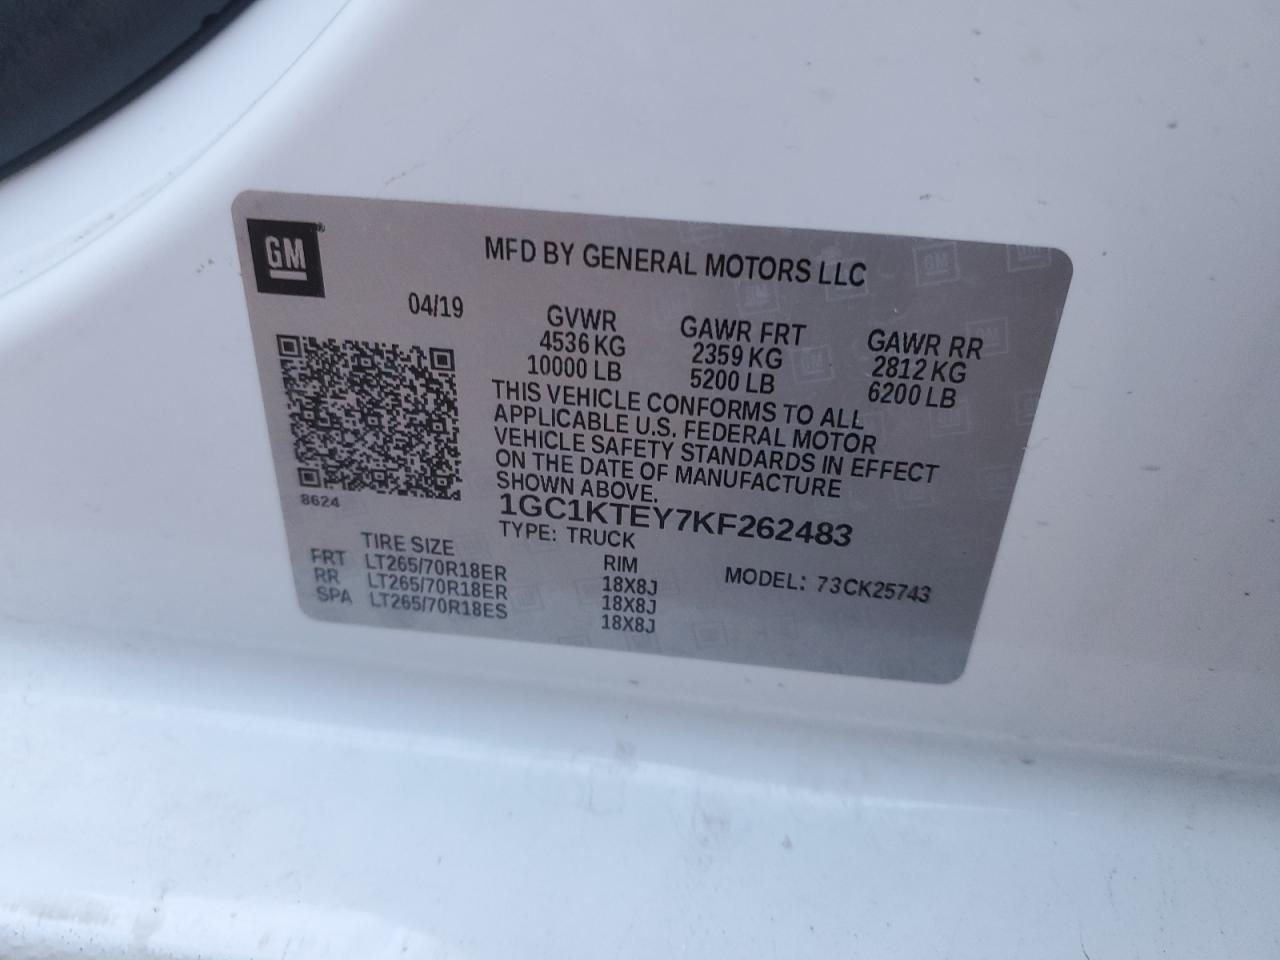 GM
MFD BY GENERAL MOTORS LLC
04/19
GVWR GAWR FRT GAWR RR
4536 KG 2359 KG 2812 KG
10000 LB 5200 LB 6200 LB
THIS VEHICLE CONFORMS TO ALL
APPLICABLE U.S. FEDERAL MOTOR
VEHICLE SAFETY STANDARDS IN EFFECT
ON THE DATE OF MANUFACTURE
SHOWN ABOVE.
8624
1GC1KTEY7KF262483
TYPE: TRUCK
TIRE SIZE RIM
MODEL: 73CK25743
FRT LT265/70R18ER 18X8J
RR LT265/70R18ER 18X8J
SPA LT265/70R18ES 18X8J